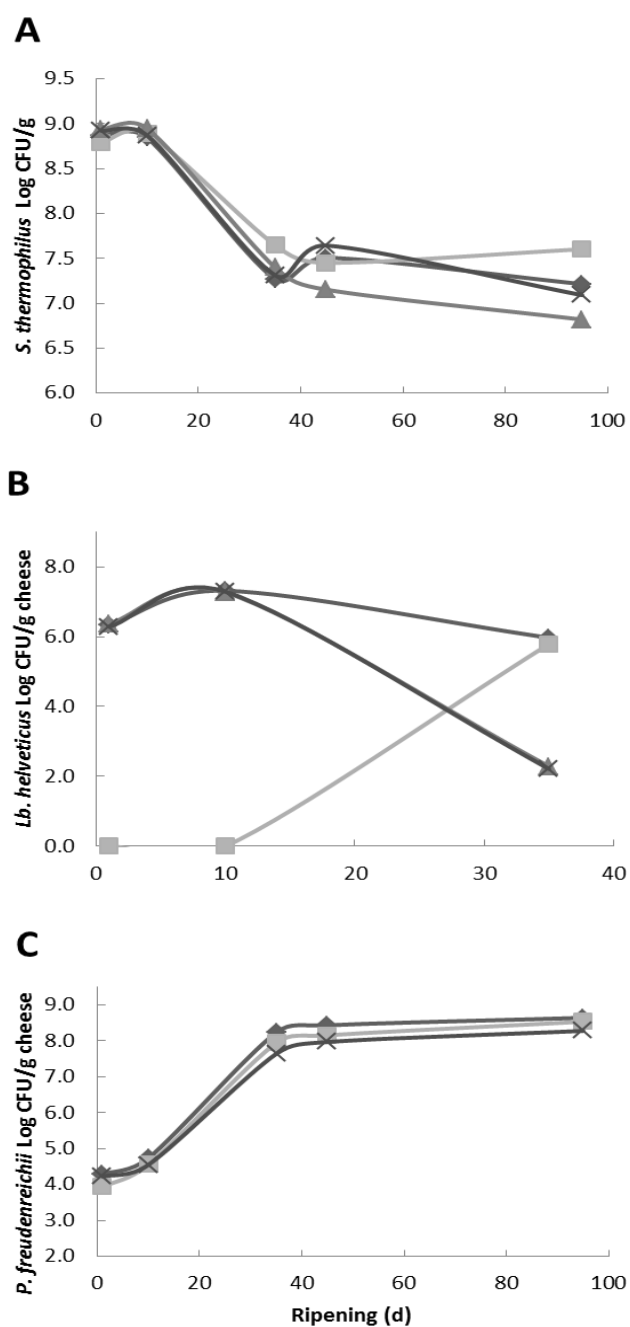 A
S. thermophilus Log CFU/g
9.5
9.0
8.5
8.0
7.5
7.0
6.5
6.0
0 20 40 60 80 100
B
Lb. helveticus Log CFU/g cheese
8.0
6.0
4.0
2.0
0.0
0 10 20 30 40
C
P. freudenreichii Log CFU/g cheese
9.0
8.0
7.0
6.0
5.0
4.0
3.0
2.0
0 20 40 60 80 100
Ripening (d)